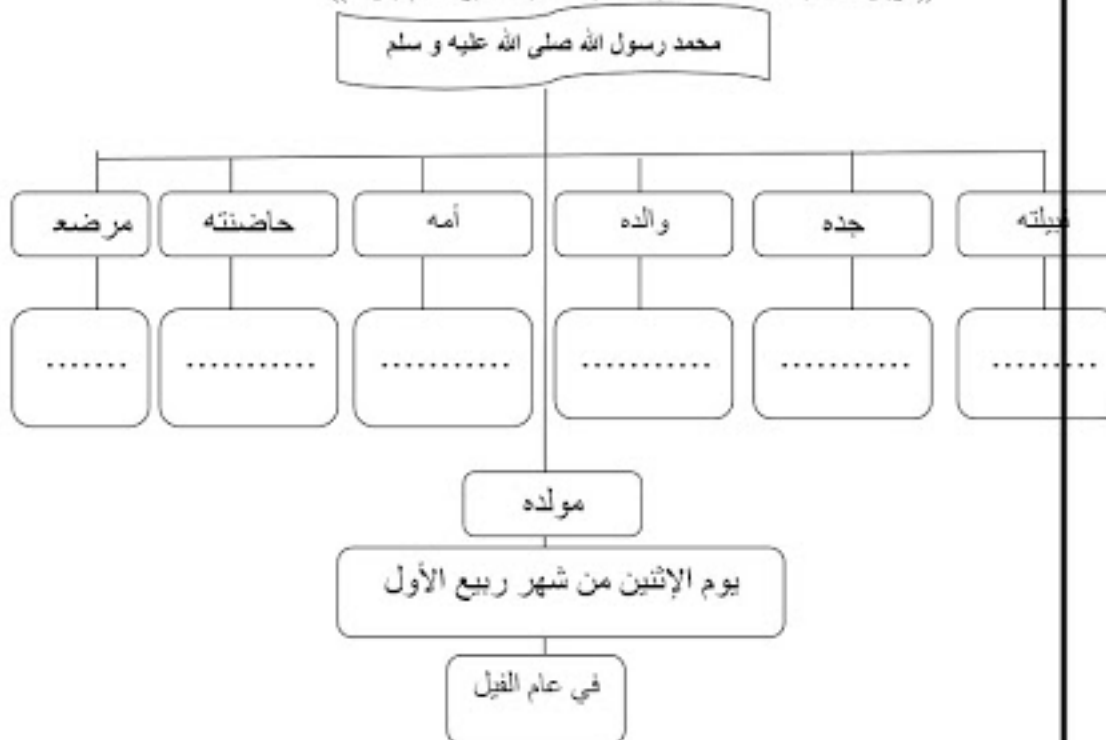 محمد رسول الله صلى الله عليه و سلم
قبيلته
جده
والده
أمه
حاضنته
مرضع
.........
...........
...........
...........
...........
.......
مولده
يوم الإثنين من شهر ربيع الأول
في عام الفيل